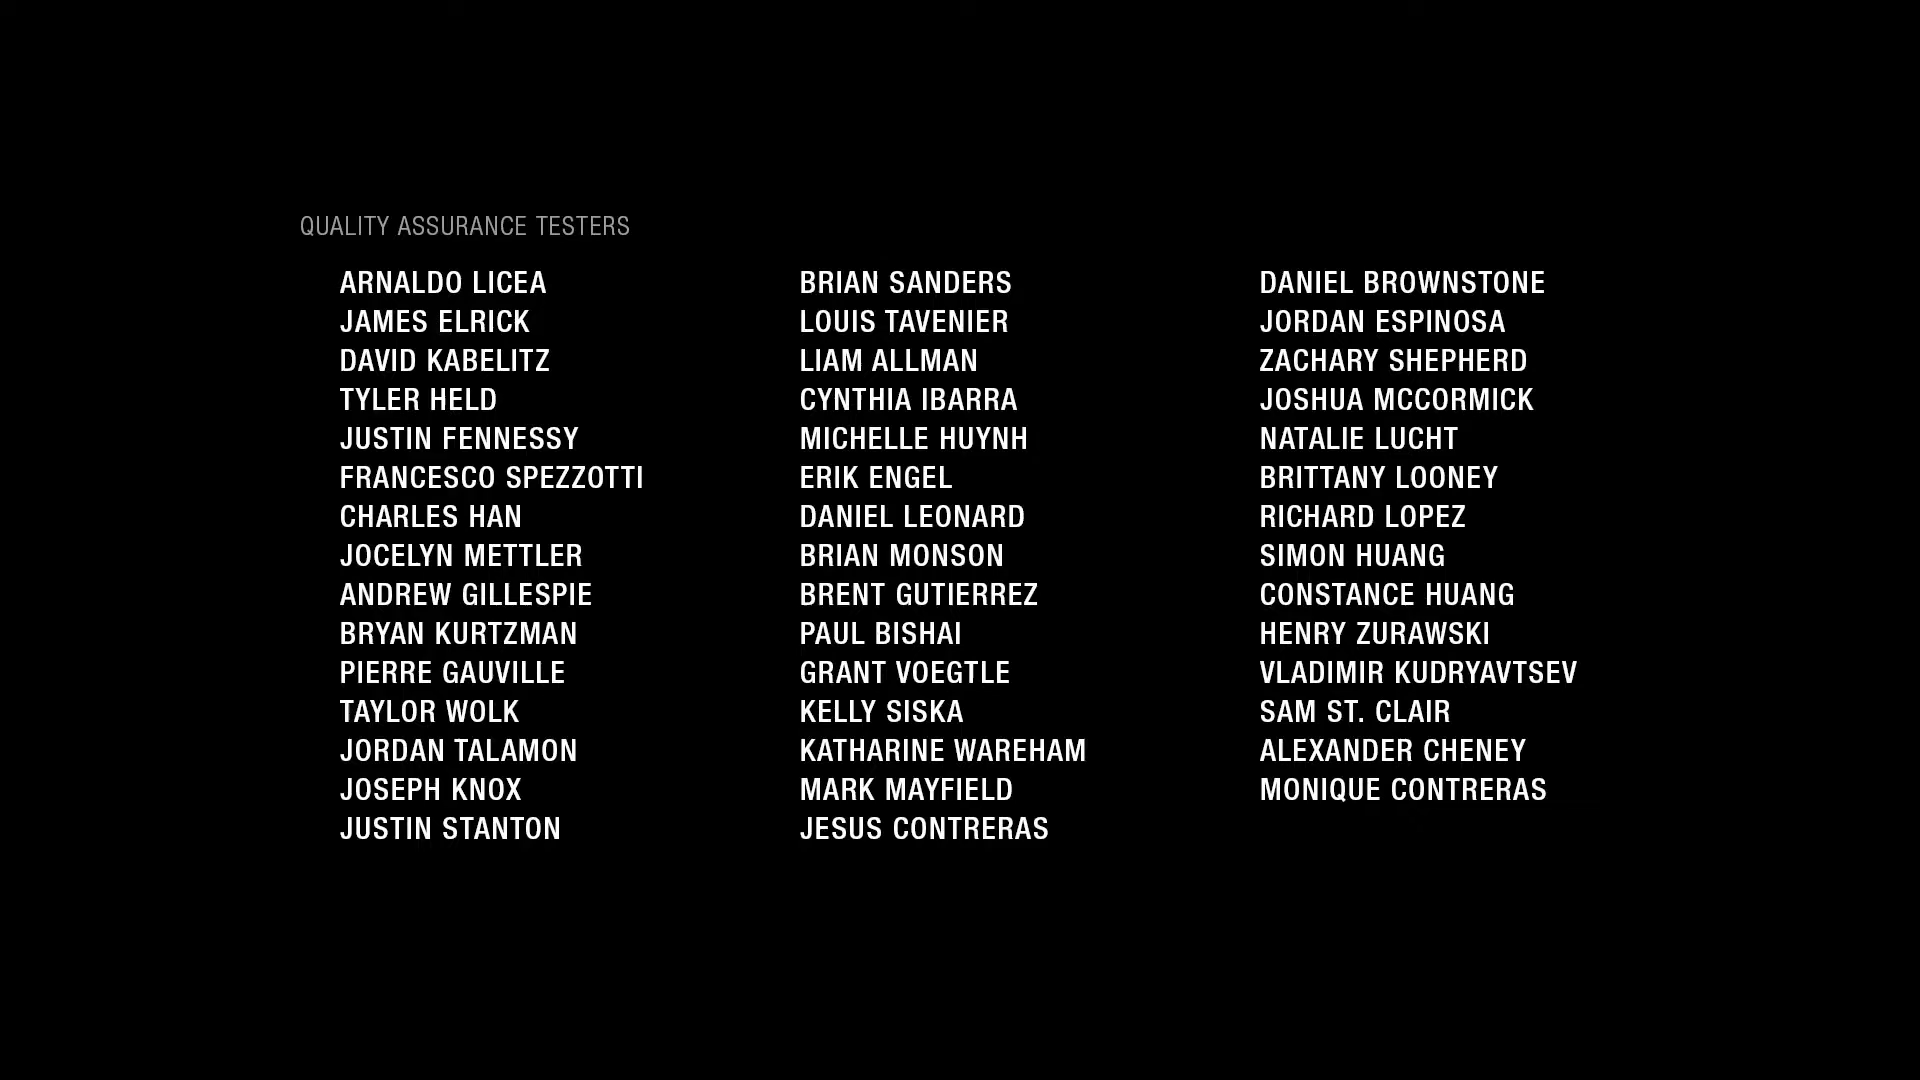 QUALITY ASSURANCE TESTERS
ARNALDO LICEA
JAMES ELRICK
DAVID KABELITZ
TYLER HELD
JUSTIN FENNESSY
FRANCESCO SPEZZOTTI
CHARLES HAN
JOCELYN METTLER
ANDREW GILLESPIE
BRYAN KURTZMAN
PIERRE GAUVILLE
TAYLOR WOLK
JORDAN TALAMON
JOSEPH KNOX
JUSTIN STANTON
BRIAN SANDERS
LOUIS TAVENIER
LIAM ALLMAN
CYNTHIA IBARRA
MICHELLE HUYNH
ERIK ENGEL
DANIEL LEONARD
BRIAN MONSON
BRENT GUTIERREZ
PAUL BISHAI
GRANT VOEGTLE
KELLY SISKA
KATHARINE WAREHAM
MARK MAYFIELD
JESUS CONTRERAS
DANIEL BROWNSTONE
JORDAN ESPINOSA
ZACHARY SHEPHERD
JOSHUA MCCORMICK
NATALIE LUCHT
BRITTANY LOONEY
RICHARD LOPEZ
SIMON HUANG
CONSTANCE HUANG
HENRY ZURAWSKI
VLADIMIR KUDRYAVTSEV
SAM ST. CLAIR
ALEXANDER CHENEY
MONIQUE CONTRERAS